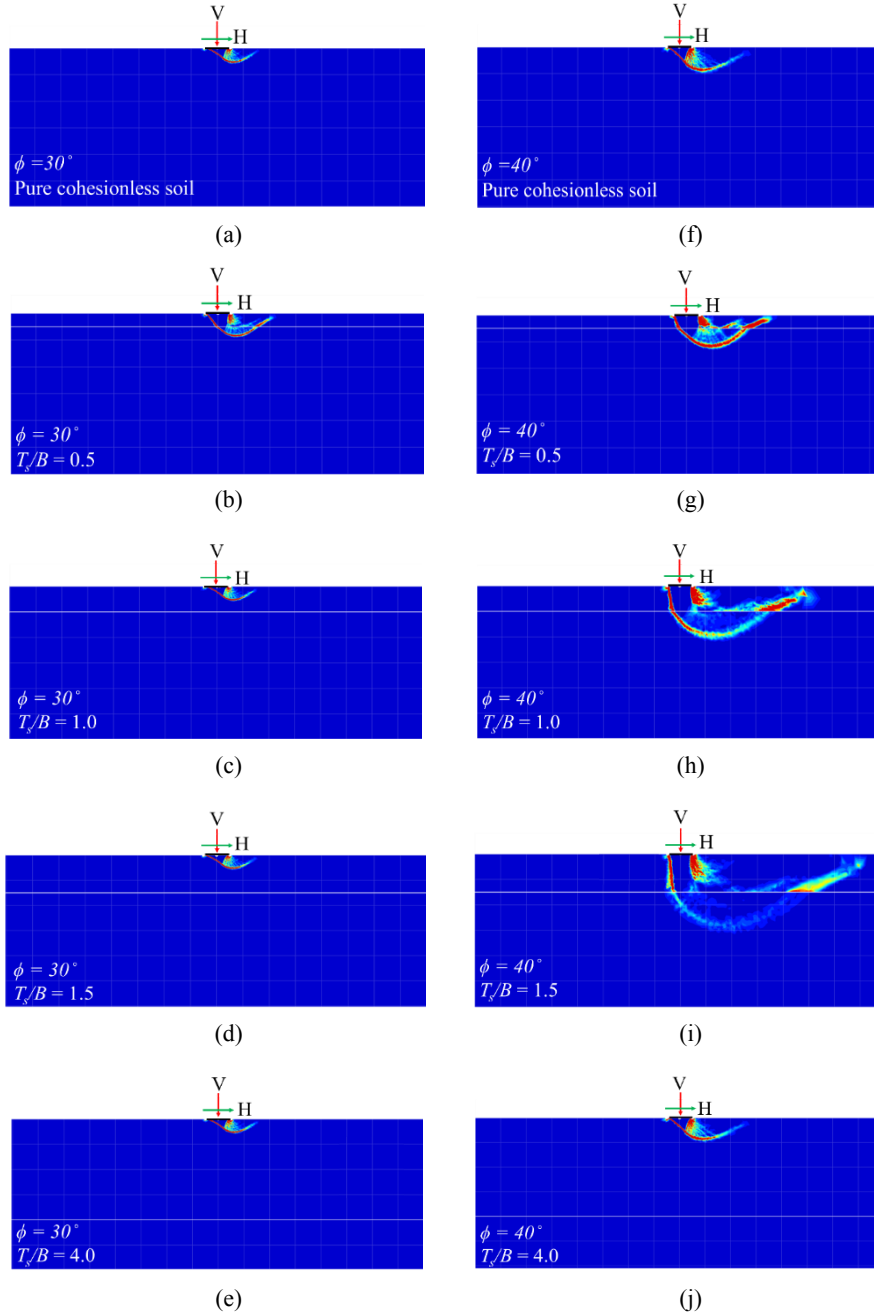 V
H
ϕ =30°
Pure cohesionless soil
(a)
V
H
ϕ =40°
Pure cohesionless soil
(f)
V
H
ϕ = 30°
Tₛ/B = 0.5
(b)
V
H
ϕ = 40°
Tₛ/B = 0.5
(g)
V
H
ϕ = 30°
Tₛ/B = 1.0
(c)
V
H
ϕ = 40°
Tₛ/B = 1.0
(h)
V
H
ϕ = 30°
Tₛ/B = 1.5
(d)
V
H
ϕ = 40°
Tₛ/B = 1.5
(i)
V
H
ϕ = 30°
Tₛ/B = 4.0
(e)
V
H
ϕ = 40°
Tₛ/B = 4.0
(j)